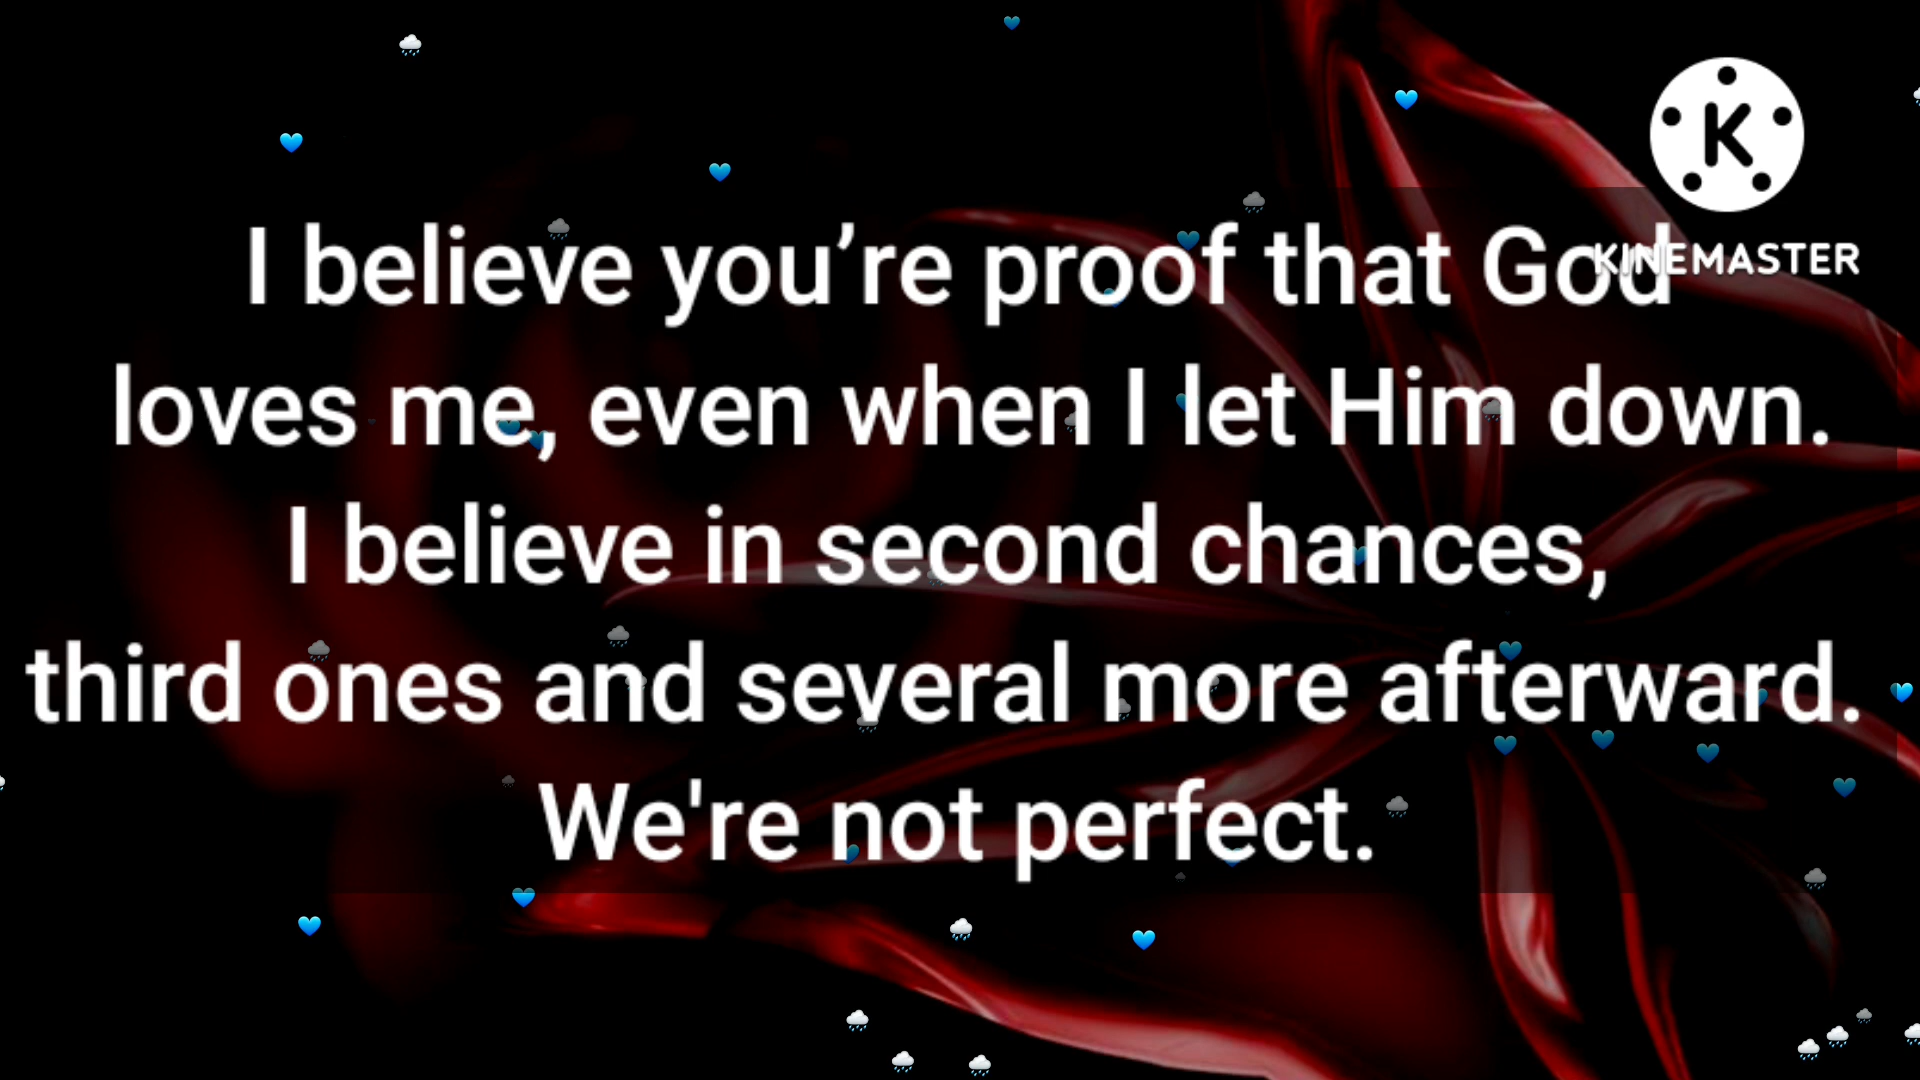 I believe you’re proof that God
KINEMASTER
loves me, even when I let Him down.
I believe in second chances,
third ones and several more afterward.
We're not perfect.